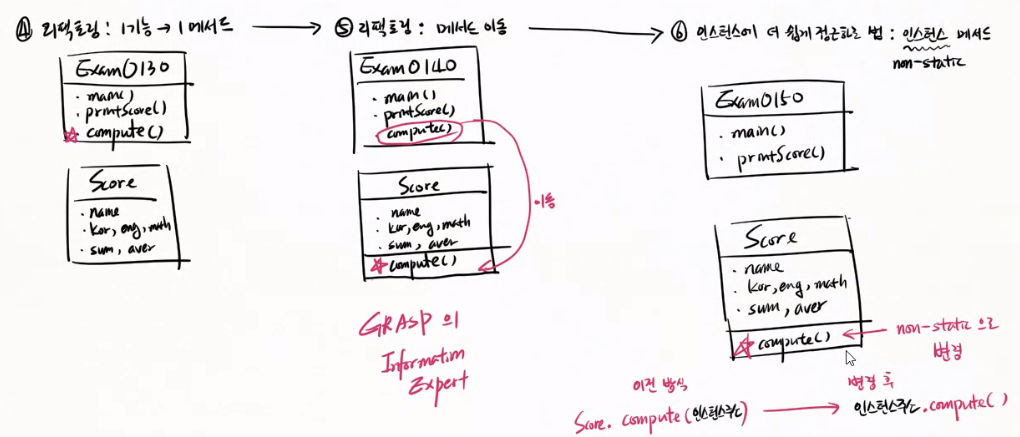 ④ 리팩토링 : 1기능 → 1메서드
Exam0130
· main()
· printScore()
☆ · compute()
Score
· name
· kor, eng, math
· sum, aver
⑤ 리팩토링 : 메서드 이동
Exam0140
· main()
· printScore()
· compute()
이동
Score
· name
· kor, eng, math
· sum, aver
☆ compute()
GRASP의
Information
Expert
⑥ 인스턴스에 더 쉽게 접근하는 법 : 인스턴스 메서드
non-static
Exam0150
· main()
· printScore()
Score
· name
· kor, eng, math
· sum, aver
☆ compute() ← non-static 으로
변경
이전 방식
Score. compute(인스턴스주소)
→
변경 후
인스턴스주소.compute()